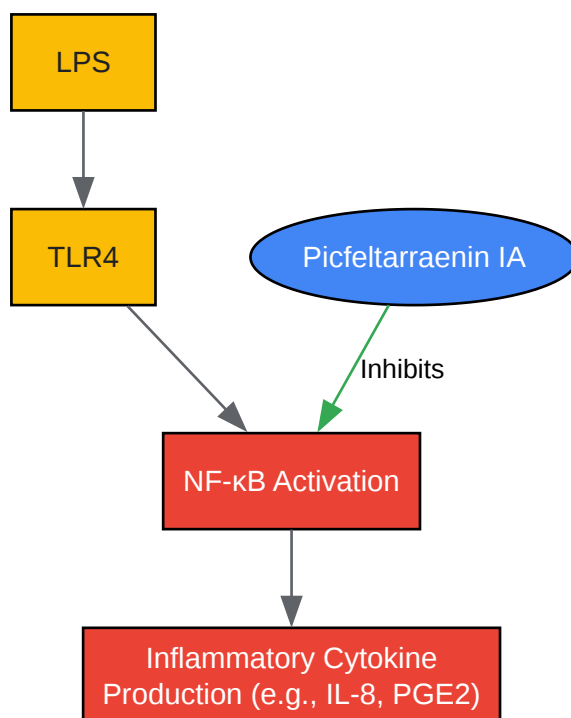 LPS
TLR4
Picfeltarraenin IA
Inhibits
NF-κB Activation
Inflammatory Cytokine
Production (e.g., IL-8, PGE2)